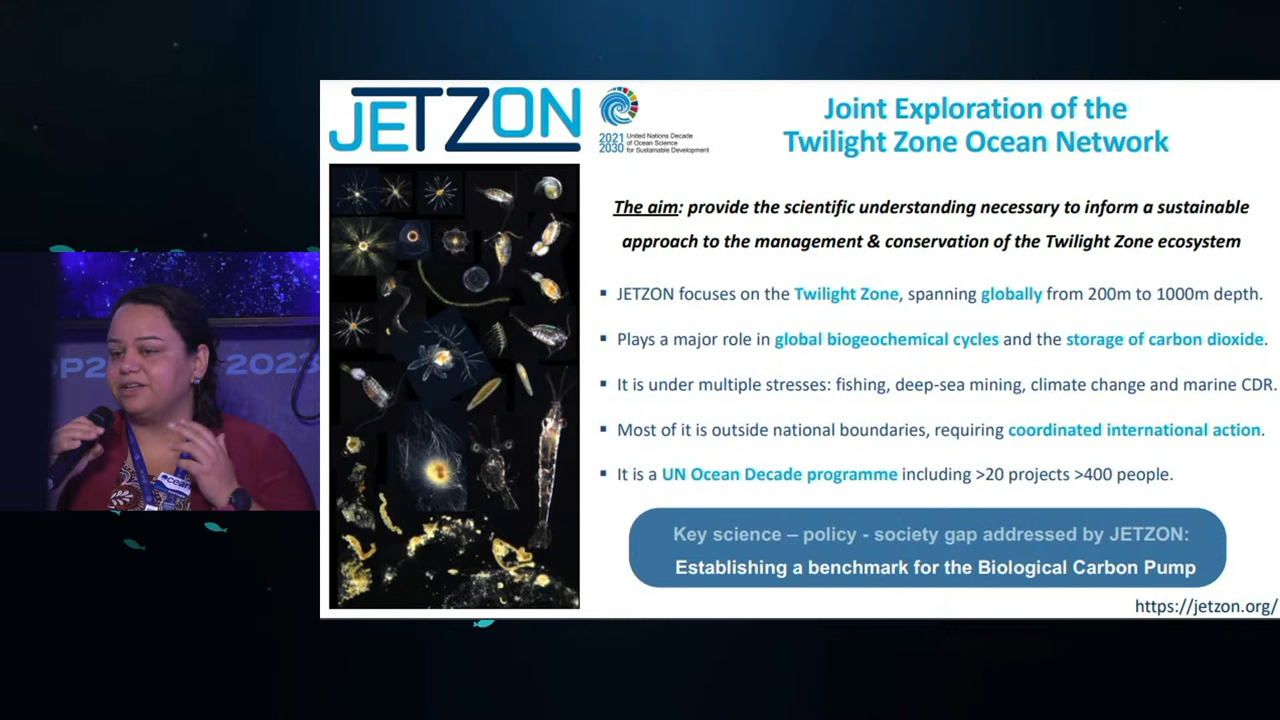 JETZON
2021
2030
United Nations Decade
of Ocean Science
for Sustainable Development
Joint Exploration of the
Twilight Zone Ocean Network
The aim: provide the scientific understanding necessary to inform a sustainable
approach to the management & conservation of the Twilight Zone ecosystem
▪ JETZON focuses on the Twilight Zone, spanning globally from 200m to 1000m depth.
▪ Plays a major role in global biogeochemical cycles and the storage of carbon dioxide.
▪ It is under multiple stresses: fishing, deep-sea mining, climate change and marine CDR.
▪ Most of it is outside national boundaries, requiring coordinated international action.
▪ It is a UN Ocean Decade programme including >20 projects >400 people.
Key science – policy - society gap addressed by JETZON:
Establishing a benchmark for the Biological Carbon Pump
https://jetzon.org/
2023